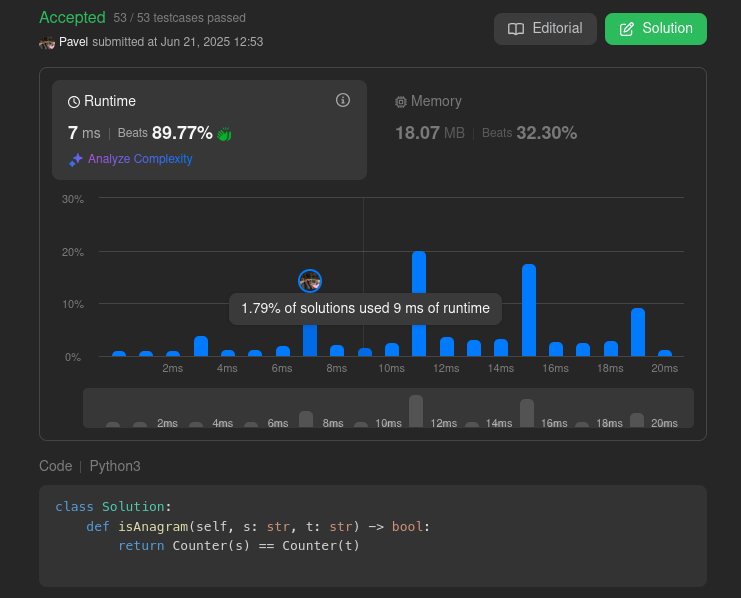 Accepted 53 / 53 testcases passed
Editorial
Solution
Pavel submitted at Jun 21, 2025 12:53
Runtime
7 ms | Beats 89.77%
Analyze Complexity
Memory
18.07 MB | Beats 32.30%
30%
20%
10%
0%
1.79% of solutions used 9 ms of runtime
2ms 4ms 6ms 8ms 10ms 12ms 14ms 16ms 18ms 20ms
2ms 4ms 6ms 8ms 10ms 12ms 14ms 16ms 18ms 20ms
Code | Python3
class Solution:
    def isAnagram(self, s: str, t: str) -> bool:
        return Counter(s) == Counter(t)